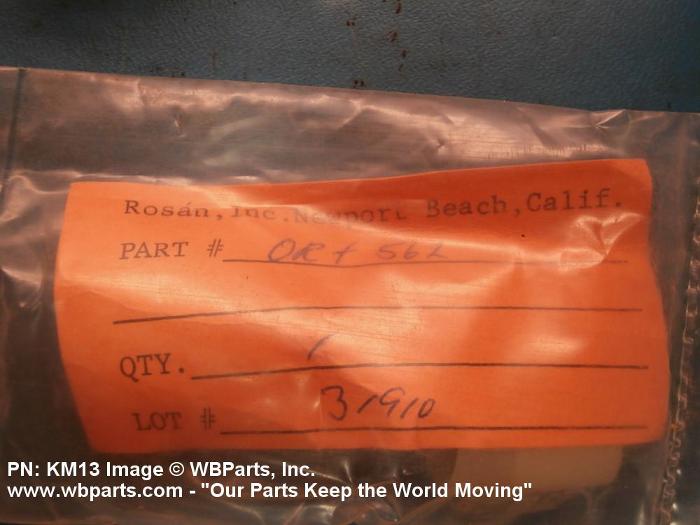 Rosán, Inc. Newport Beach, Calif.
PART # OR f 56L
QTY. 1
LOT # 31910
PN: KM13 Image © WBParts, Inc.
www.wbparts.com - "Our Parts Keep the World Moving"